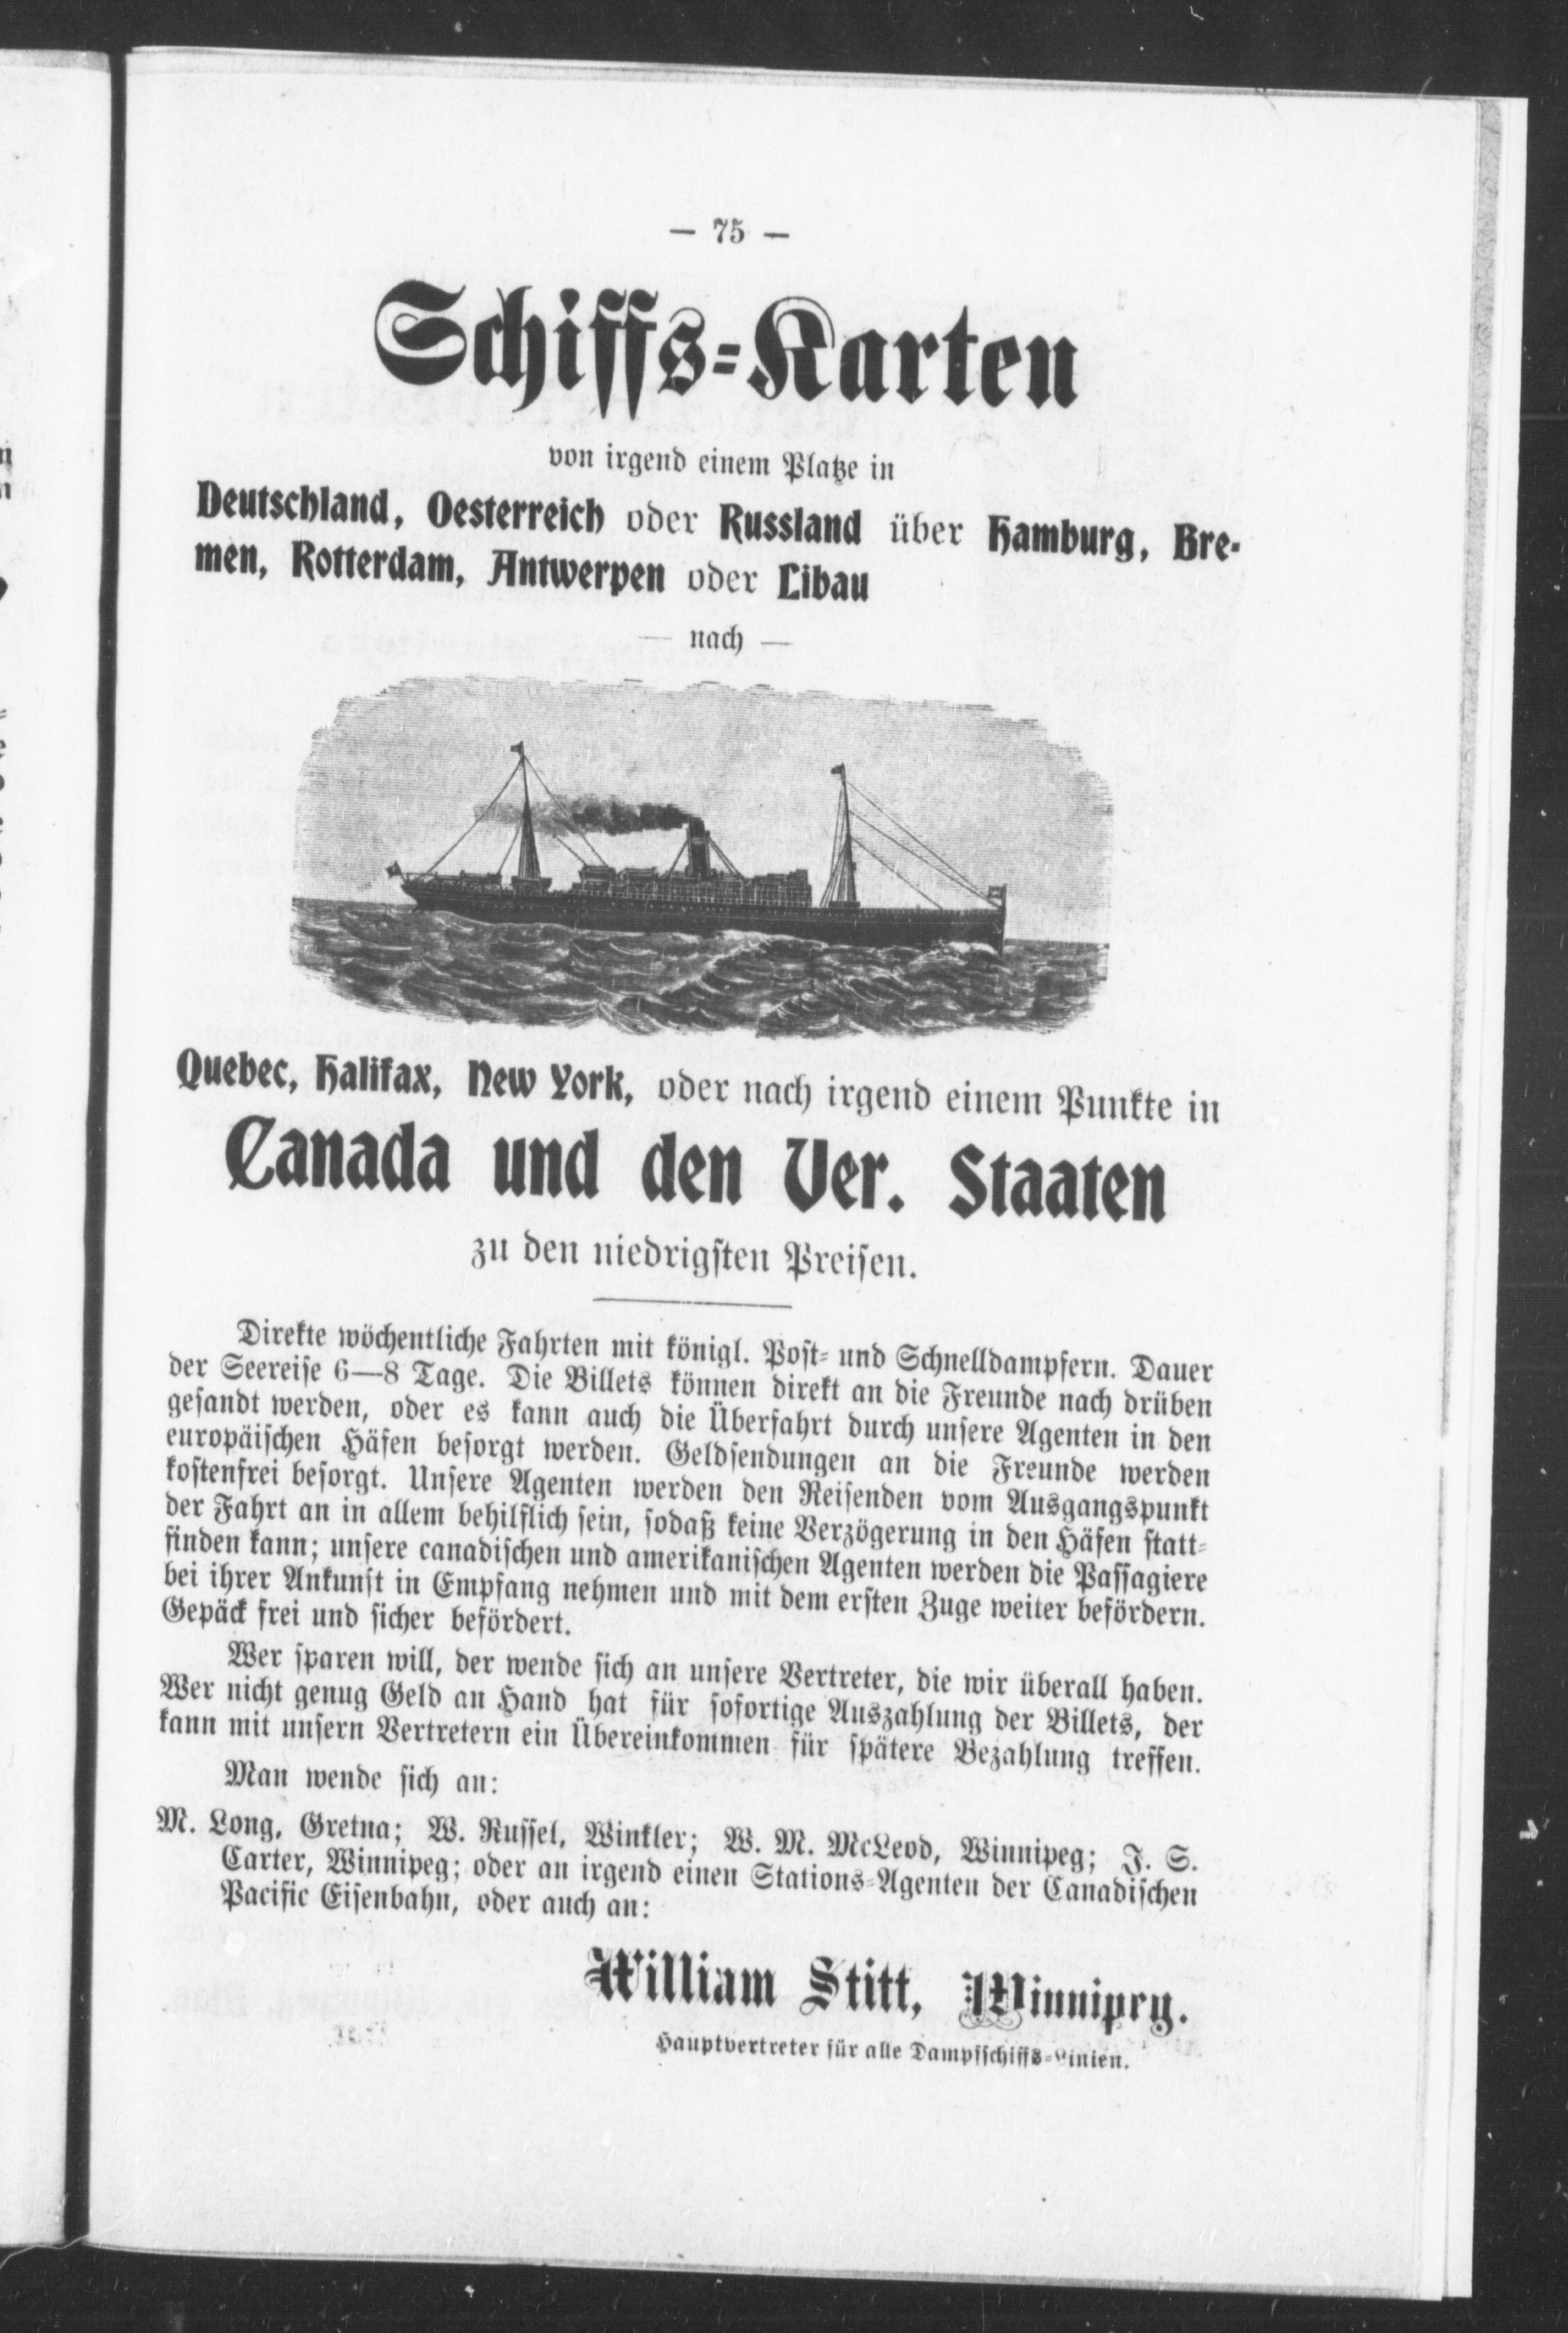 — 75 —
Schiffs-Karten
von irgend einem Platze in
Deutschland, Oesterreich oder Russland über Hamburg, Bre-
men, Rotterdam, Antwerpen oder Libau
— nach —
Quebec, Halifax, New York, oder nach irgend einem Punkte in
Canada und den Ver. Staaten
zu den niedrigsten Preisen.
Direkte wöchentliche Fahrten mit königl. Post- und Schnelldampfern. Dauer
der Seereise 6—8 Tage. Die Billets können direkt an die Freunde nach drüben
gesandt werden, oder es kann auch die Überfahrt durch unsere Agenten in den
europäischen Häfen besorgt werden. Geldsendungen an die Freunde werden
kostenfrei besorgt. Unsere Agenten werden den Reisenden vom Ausgangspunkt
der Fahrt an in allem behilflich sein, sodaß keine Verzögerung in den Häfen statt-
finden kann; unsere canadischen und amerikanischen Agenten werden die Passagiere
bei ihrer Ankunft in Empfang nehmen und mit dem ersten Zuge weiter befördern.
Gepäck frei und sicher befördert.
Wer sparen will, der wende sich an unsere Vertreter, die wir überall haben.
Wer nicht genug Geld an Hand hat für sofortige Auszahlung der Billets, der
kann mit unsern Vertretern ein Übereinkommen für spätere Bezahlung treffen.
Man wende sich an:
M. Long, Gretna; W. Russel, Winkler; W. M. McLeod, Winnipeg; J. S.
Carter, Winnipeg; oder an irgend einen Stations-Agenten der Canadischen
Pacific Eisenbahn, oder auch an:
William Stitt, Winnipeg.
Hauptvertreter für alle Dampfschiffs-Linien.